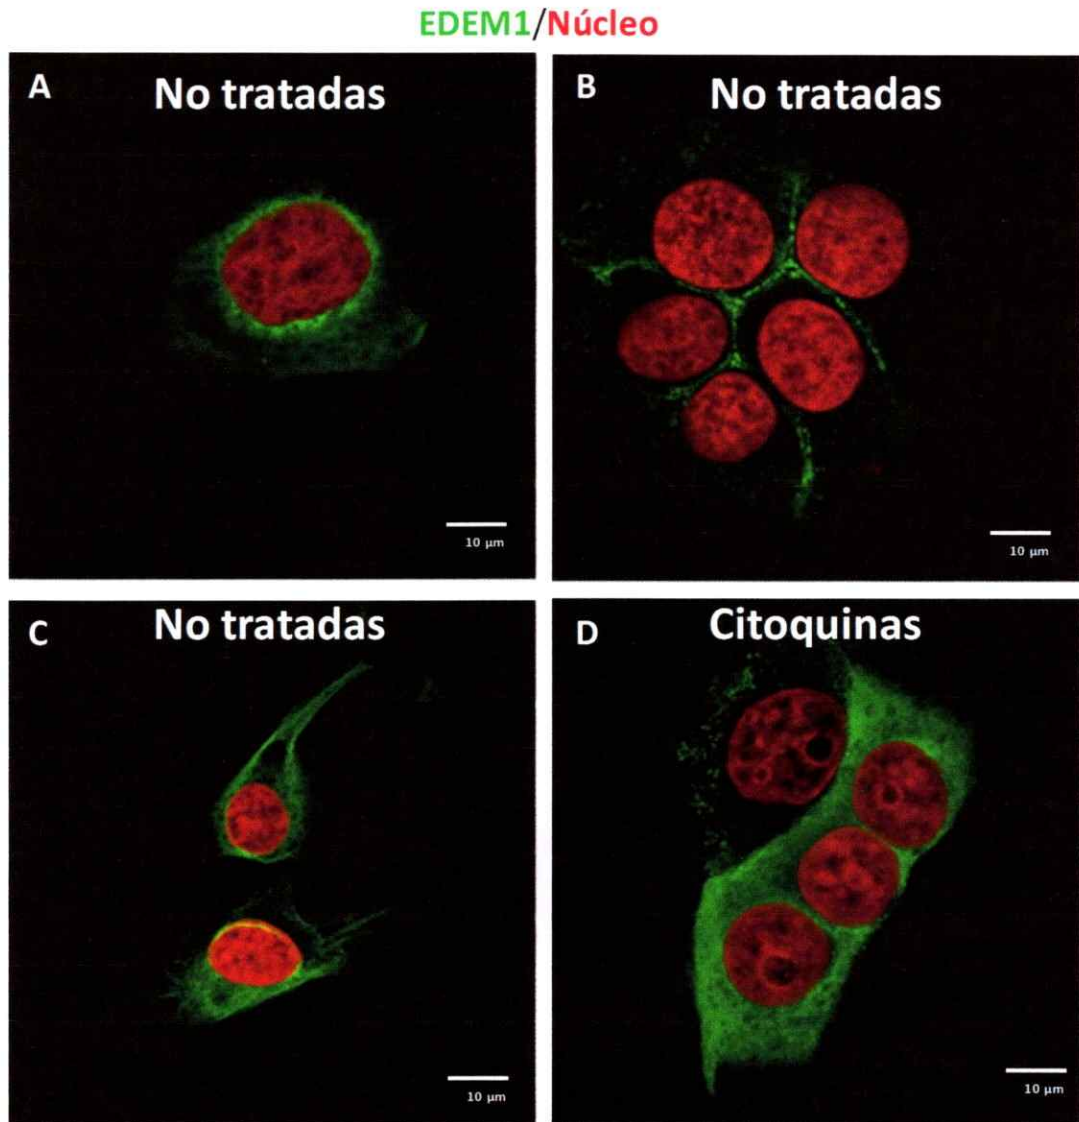 EDEM1/Núcleo
A
No tratadas
10 µm
B
No tratadas
10 µm
C
No tratadas
10 µm
D
Citoquinas
10 µm